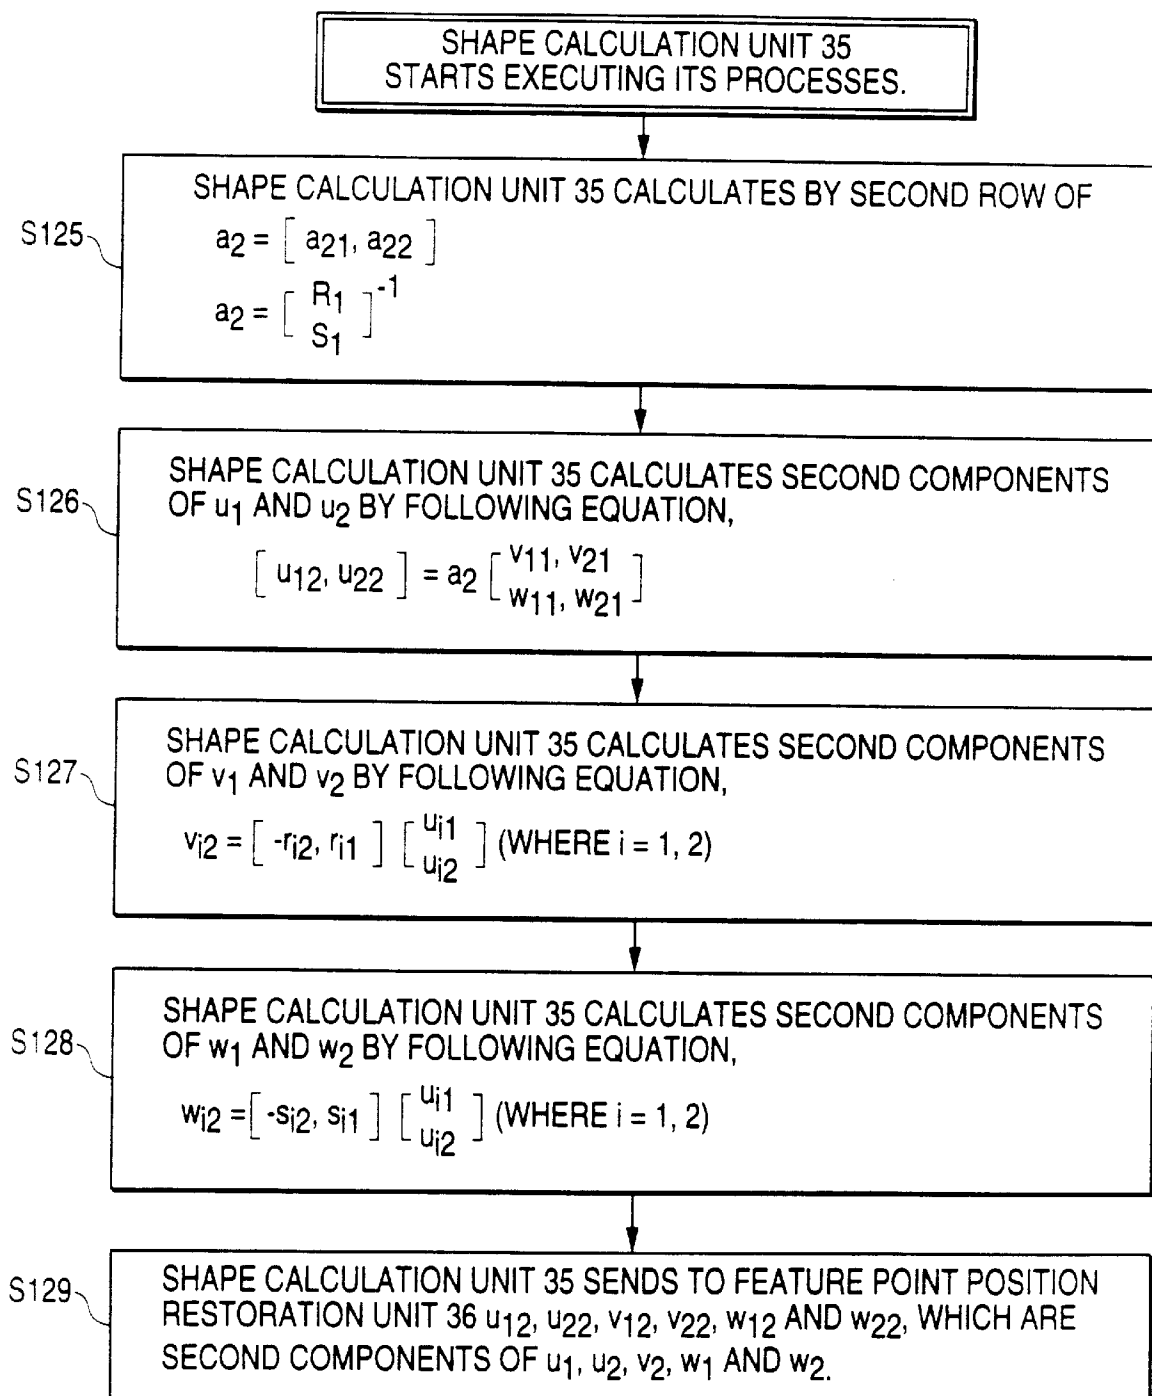 SHAPE CALCULATION UNIT 35
STARTS EXECUTING ITS PROCESSES.
S125
SHAPE CALCULATION UNIT 35 CALCULATES BY SECOND ROW OF
a2 = [ a21, a22 ]
a2 = [ R1
S1 ]-1
S126
SHAPE CALCULATION UNIT 35 CALCULATES SECOND COMPONENTS
OF u1 AND u2 BY FOLLOWING EQUATION,
[ u12, u22 ] = a2 [ v11, v21
w11, w21 ]
S127
SHAPE CALCULATION UNIT 35 CALCULATES SECOND COMPONENTS
OF v1 AND v2 BY FOLLOWING EQUATION,
vi2 = [ -ri2, ri1 ] [ ui1
ui2 ] (WHERE i = 1, 2)
S128
SHAPE CALCULATION UNIT 35 CALCULATES SECOND COMPONENTS
OF w1 AND w2 BY FOLLOWING EQUATION,
wi2 = [ -si2, si1 ] [ ui1
ui2 ] (WHERE i = 1, 2)
S129
SHAPE CALCULATION UNIT 35 SENDS TO FEATURE POINT POSITION
RESTORATION UNIT 36 u12, u22, v12, v22, w12 AND w22, WHICH ARE
SECOND COMPONENTS OF u1, u2, v2, w1 AND w2.